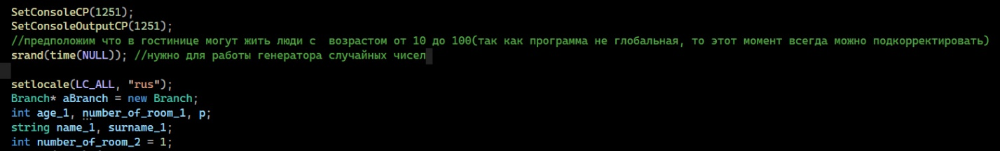 SetConsoleCP(1251);
SetConsoleOutputCP(1251);
//предположим что в гостинице могут жить люди с  возрастом от 10 до 100(так как программа не глобальная, то этот момент всегда можно подкорректировать)
srand(time(NULL)); //нужно для работы генератора случайных чисел
setlocale(LC_ALL, "rus");
Branch* aBranch = new Branch;
int age_1, number_of_room_1, p;
string name_1, surname_1;
int number_of_room_2 = 1;